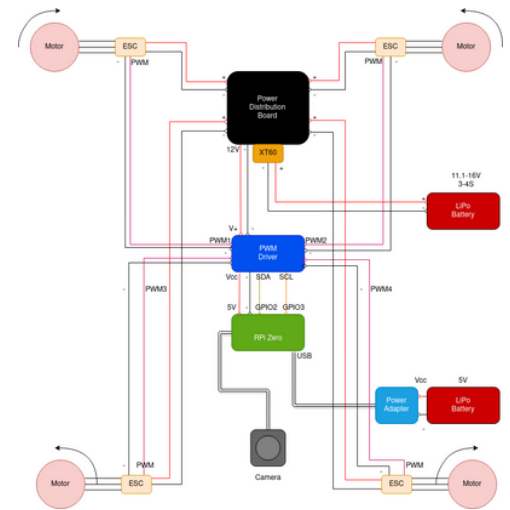 Motor
ESC
ESC
Motor
PWM
PWM
-
-
+
-
+
-
+
-
+
-
Power
Distribution
Board
12V
-
XT60
-
+
11.1-16V
3-4S
+
-
LiPo
Battery
V+
-
PWM1
PWM2
-
-
PWM
Driver
-
-
Vcc
-
SDA
SCL
-
PWM3
-
PWM4
5V
-
GPIO2
GPIO3
RPi Zero
USB
Vcc
5V
Power
Adapter
LiPo
Battery
-
Camera
-
PWM
-
PWM
Motor
ESC
ESC
Motor